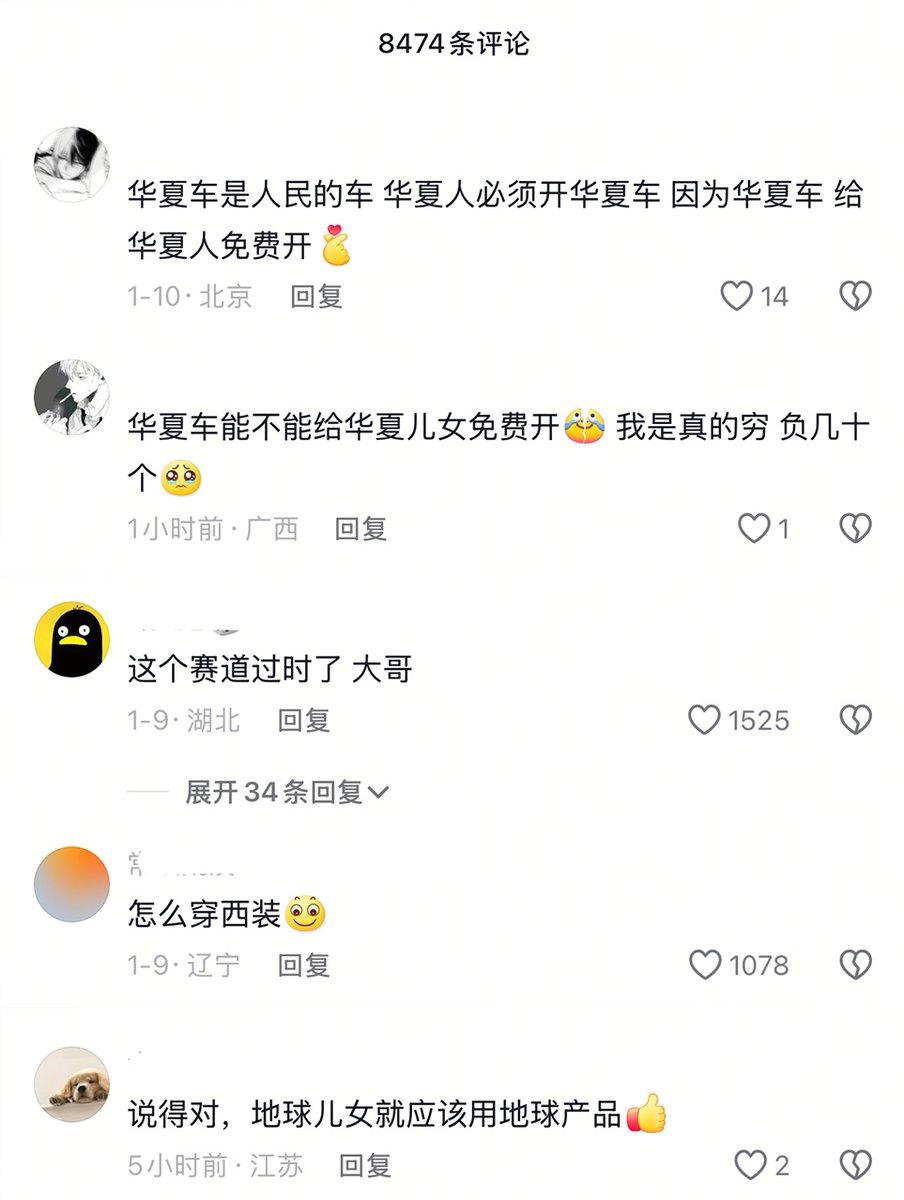 8474条评论
华夏车是人民的车 华夏人必须开华夏车 因为华夏车 给
华夏人免费开
1-10·北京 回复 14
华夏车能不能给华夏儿女免费开 我是真的穷 负几十
个
1小时前·广西 回复 1
这个赛道过时了 大哥
1-9·湖北 回复 1525
展开34条回复
怎么穿西装
1-9·辽宁 回复 1078
说得对，地球儿女就应该用地球产品
5小时前·江苏 回复 2